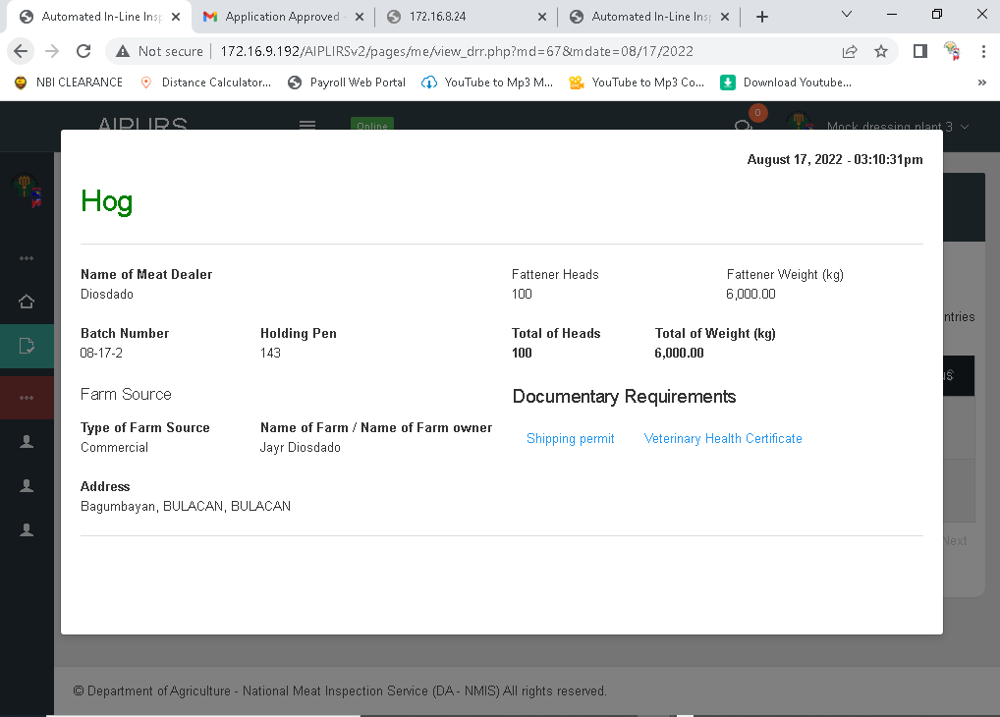 Automated In-Line Insp
Application Approved -
172.16.8.24
Automated In-Line Insp
Not secure
172.16.9.192/AIPLIRSv2/pages/me/view_drr.php?md=67&mdate=08/17/2022
NBI CLEARANCE
Distance Calculator...
Payroll Web Portal
YouTube to Mp3 M...
YouTube to Mp3 Co...
Download Youtube...
»
AIPLIRS
Online
0
Mock dressing plant 3
August 17, 2022 - 03:10:31pm
Hog
Name of Meat Dealer
Diosdado
Fattener Heads
100
Fattener Weight (kg)
6,000.00
Batch Number
08-17-2
Holding Pen
143
Total of Heads
100
Total of Weight (kg)
6,000.00
ntries
Farm Source
Documentary Requirements
Type of Farm Source
Commercial
Name of Farm / Name of Farm owner
Jayr Diosdado
Shipping permit
Veterinary Health Certificate
Address
Bagumbayan, BULACAN, BULACAN
Next
© Department of Agriculture - National Meat Inspection Service (DA - NMIS) All rights reserved.